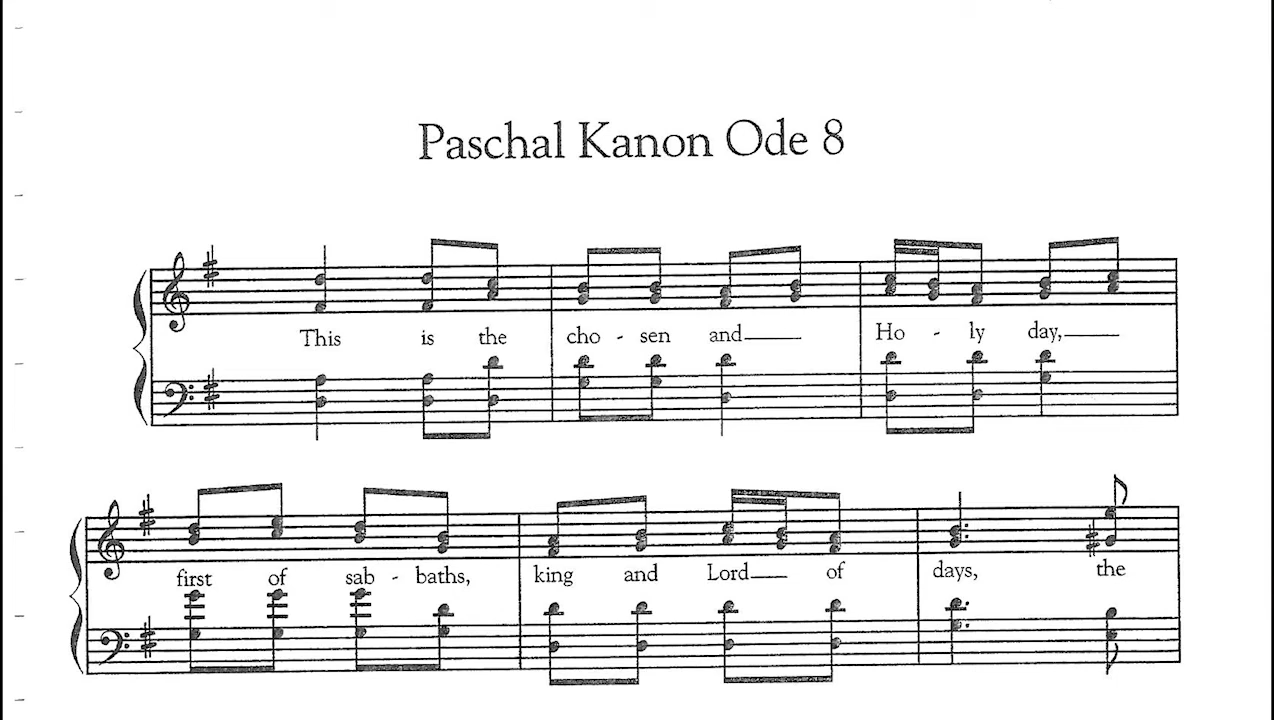 Paschal Kanon Ode 8
This is the cho - sen and Ho - ly day,
first of sab - baths, king and Lord of days, the